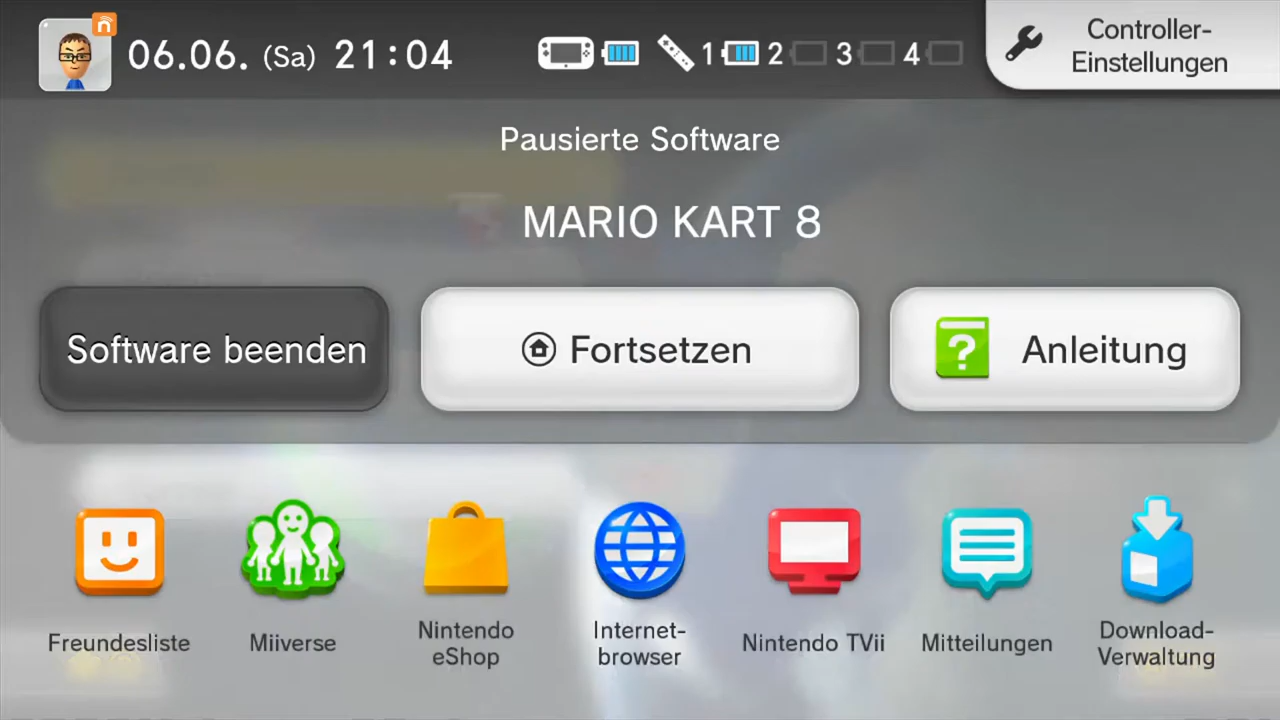 06.06. (Sa) 21:04
1 2 3 4
Controller-
Einstellungen
Pausierte Software
MARIO KART 8
Software beenden
Fortsetzen
? Anleitung
Freundesliste
Miiverse
Nintendo
eShop
Internet-
browser
Nintendo TVii
Mitteilungen
Download-
Verwaltung